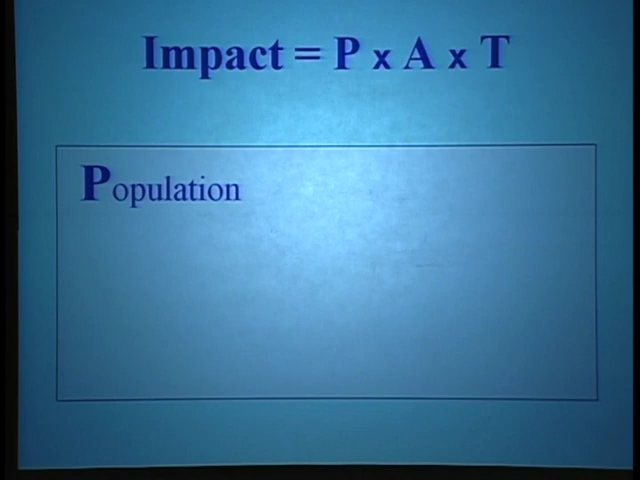 Impact = P x A x T
Population